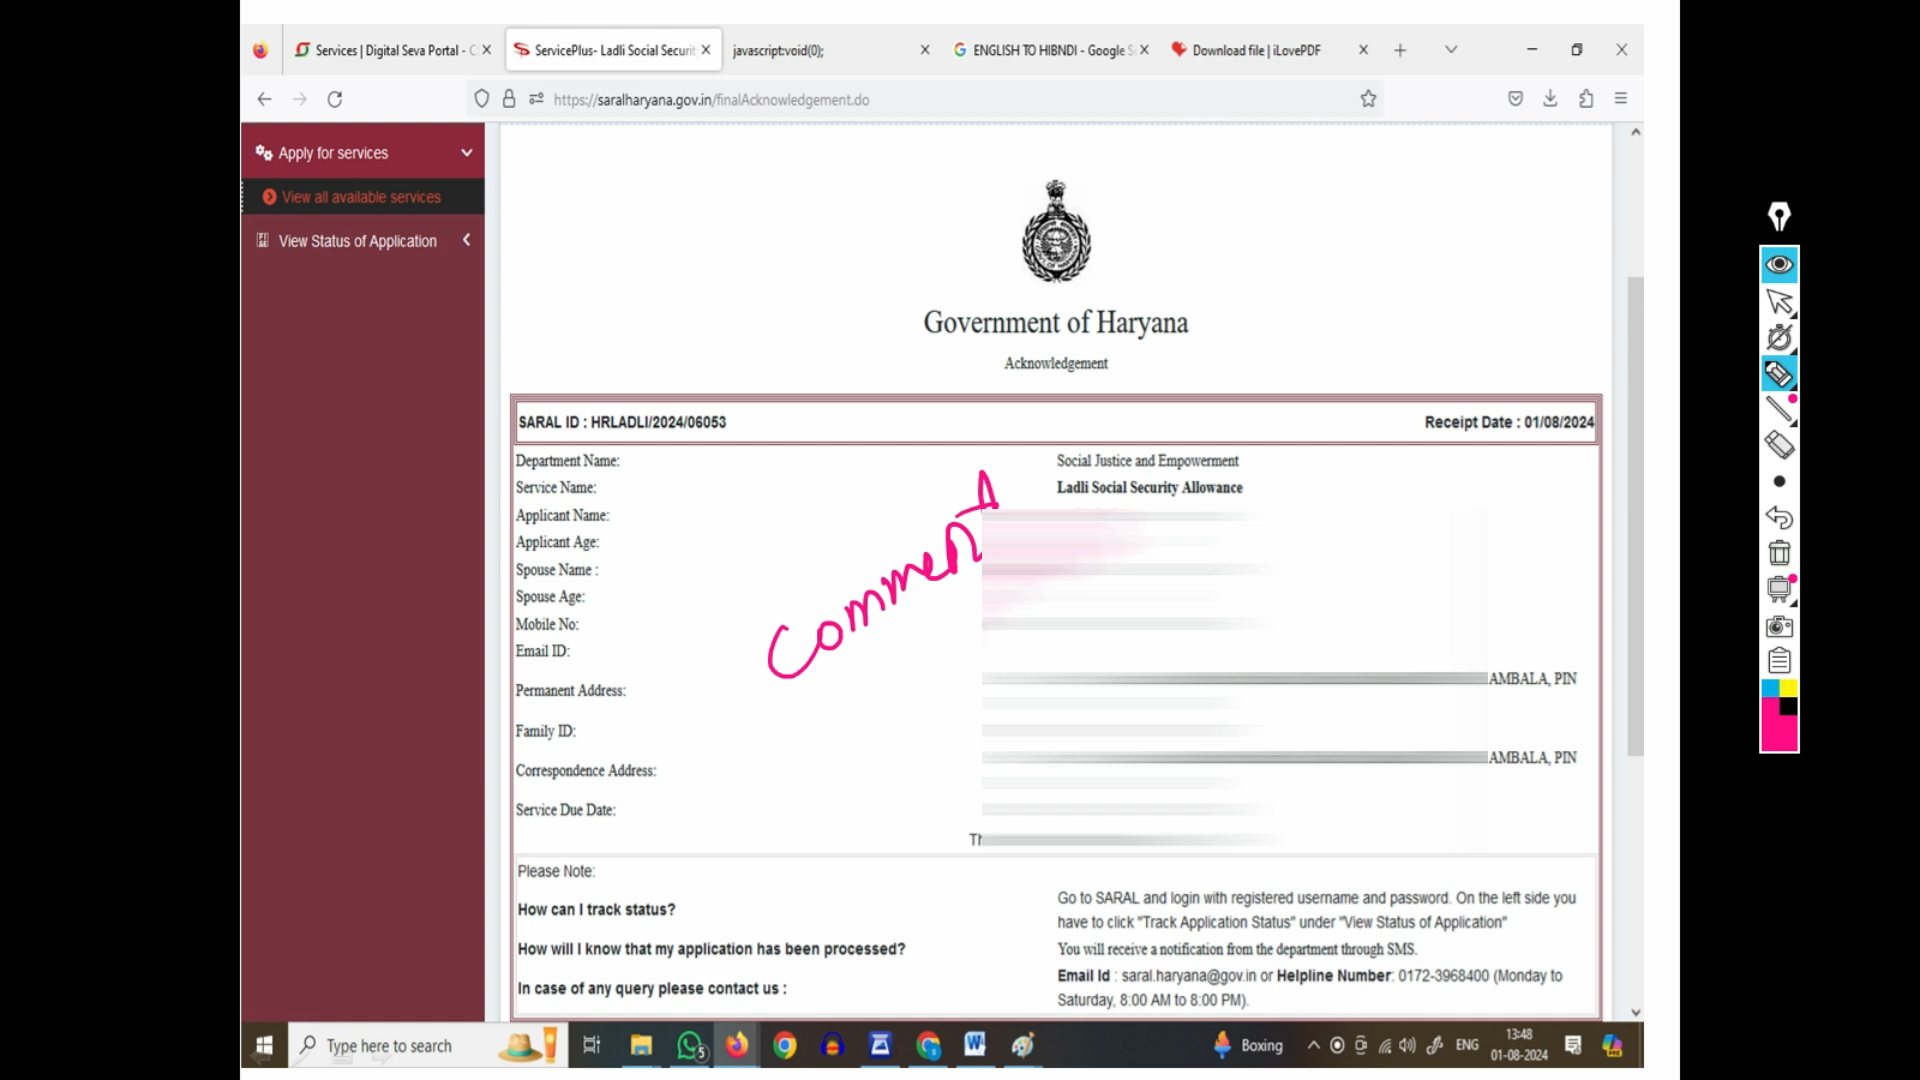 Services | Digital Seva Portal - C
ServicePlus- Ladli Social Securit
javascript:void(0);
ENGLISH TO HIBNDI - Google S
Download file | iLovePDF
https://saralharyana.gov.in/finalAcknowledgement.do
Apply for services
View all available services
View Status of Application
Government of Haryana
Acknowledgement
SARAL ID : HRLADLI/2024/06053 Receipt Date : 01/08/2024
Department Name: Social Justice and Empowerment
Service Name: Ladli Social Security Allowance
Applicant Name:
Applicant Age:
Spouse Name :
Spouse Age:
Mobile No:
Email ID:
Comment
Permanent Address: AMBALA, PIN
Family ID:
Correspondence Address: AMBALA, PIN
Service Due Date:
Please Note:
How can I track status? Go to SARAL and login with registered username and password. On the left side you
have to click "Track Application Status" under "View Status of Application"
How will I know that my application has been processed? You will receive a notification from the department through SMS.
In case of any query please contact us : Email Id : saral.haryana@gov.in or Helpline Number: 0172-3968400 (Monday to
Saturday, 8:00 AM to 8:00 PM).
Type here to search
5
Boxing
ENG
13:48
01-08-2024